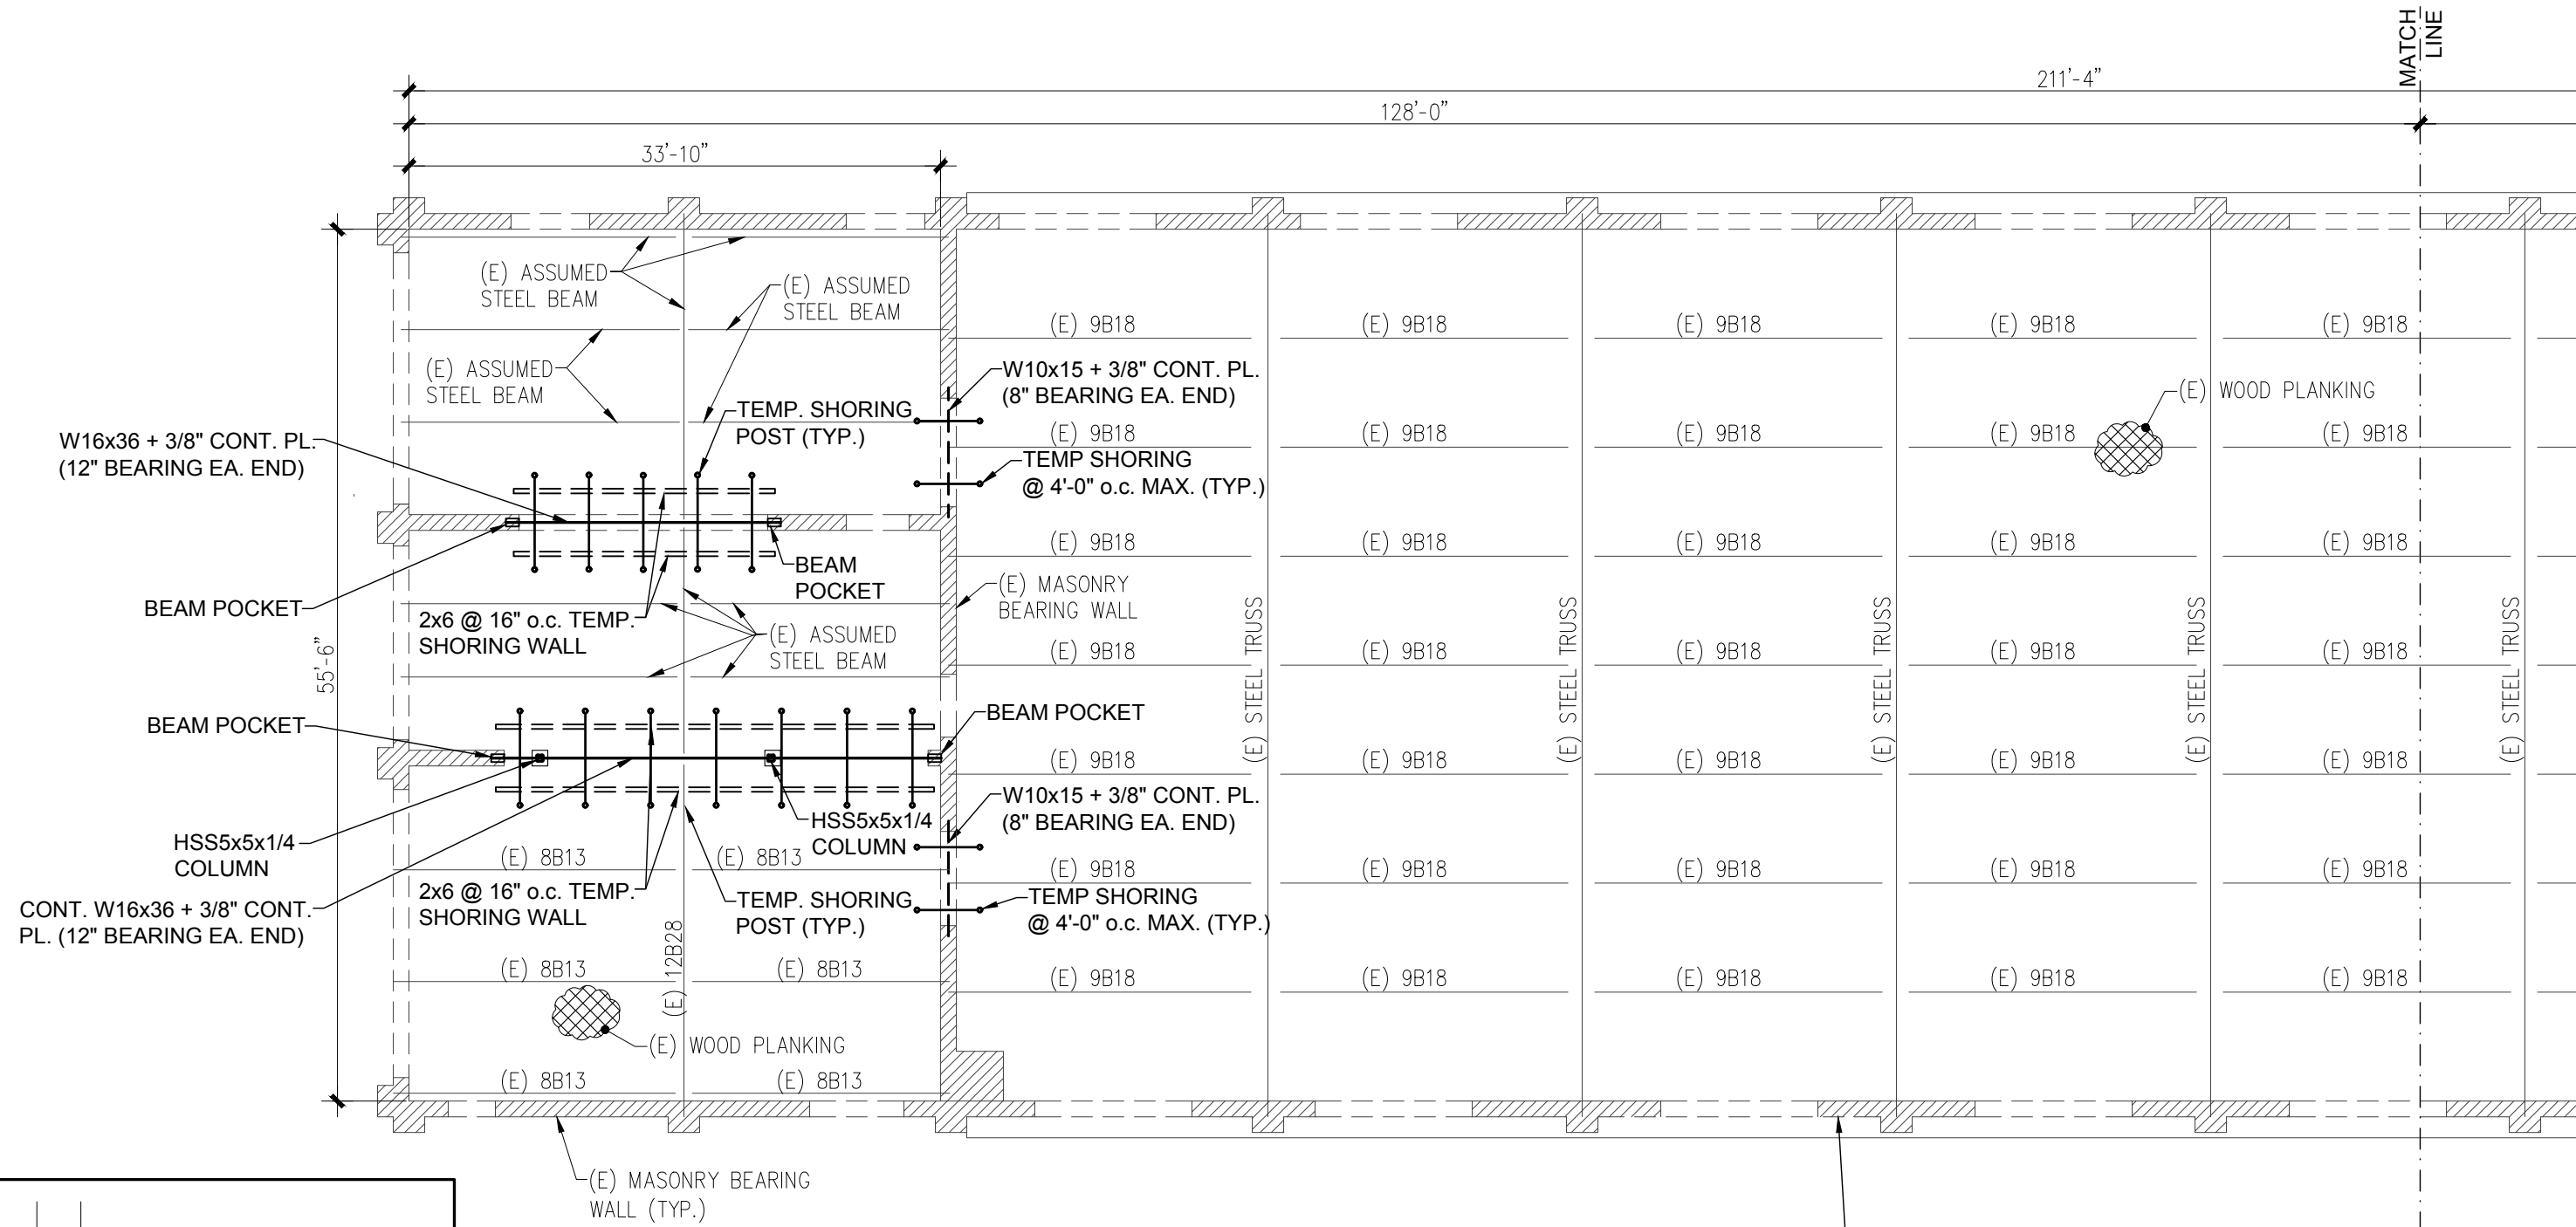 MATCH
LINE
211'-4"
128'-0"
33'-10"
(E) ASSUMED
STEEL BEAM
(E) ASSUMED
STEEL BEAM
(E) ASSUMED
STEEL BEAM
W16x36 + 3/8" CONT. PL.
(12" BEARING EA. END)
TEMP. SHORING
POST (TYP.)
W10x15 + 3/8" CONT. PL.
(8" BEARING EA. END)
TEMP SHORING
@ 4'-0" o.c. MAX. (TYP.)
(E) 9B18
(E) 9B18
(E) 9B18
(E) 9B18
(E) 9B18
(E) WOOD PLANKING
(E) 9B18
(E) 9B18
(E) 9B18
(E) 9B18
(E) 9B18
(E) 9B18
(E) 9B18
(E) 9B18
(E) 9B18
(E) 9B18
BEAM
POCKET
BEAM POCKET
2x6 @ 16" o.c. TEMP.
SHORING WALL
(E) ASSUMED
STEEL BEAM
(E) MASONRY
BEARING WALL
55'-6"
(E) 9B18
(E) 9B18
(E) 9B18
(E) 9B18
(E) 9B18
(E) STEEL TRUSS
(E) STEEL TRUSS
(E) STEEL TRUSS
(E) STEEL TRUSS
(E) STEEL TRUSS
BEAM POCKET
BEAM POCKET
(E) 9B18
(E) 9B18
(E) 9B18
(E) 9B18
(E) 9B18
W10x15 + 3/8" CONT. PL.
(8" BEARING EA. END)
HSS5x5x1/4
COLUMN
HSS5x5x1/4
COLUMN
(E) 8B13
(E) 8B13
(E) 9B18
(E) 9B18
(E) 9B18
(E) 9B18
(E) 9B18
CONT. W16x36 + 3/8" CONT.
PL. (12" BEARING EA. END)
2x6 @ 16" o.c. TEMP.
SHORING WALL
TEMP. SHORING
POST (TYP.)
TEMP SHORING
@ 4'-0" o.c. MAX. (TYP.)
(E) 12B28
(E) 8B13
(E) 8B13
(E) 9B18
(E) 9B18
(E) 9B18
(E) 9B18
(E) 9B18
(E) WOOD PLANKING
(E) 8B13
(E) 8B13
(E) MASONRY BEARING
WALL (TYP.)